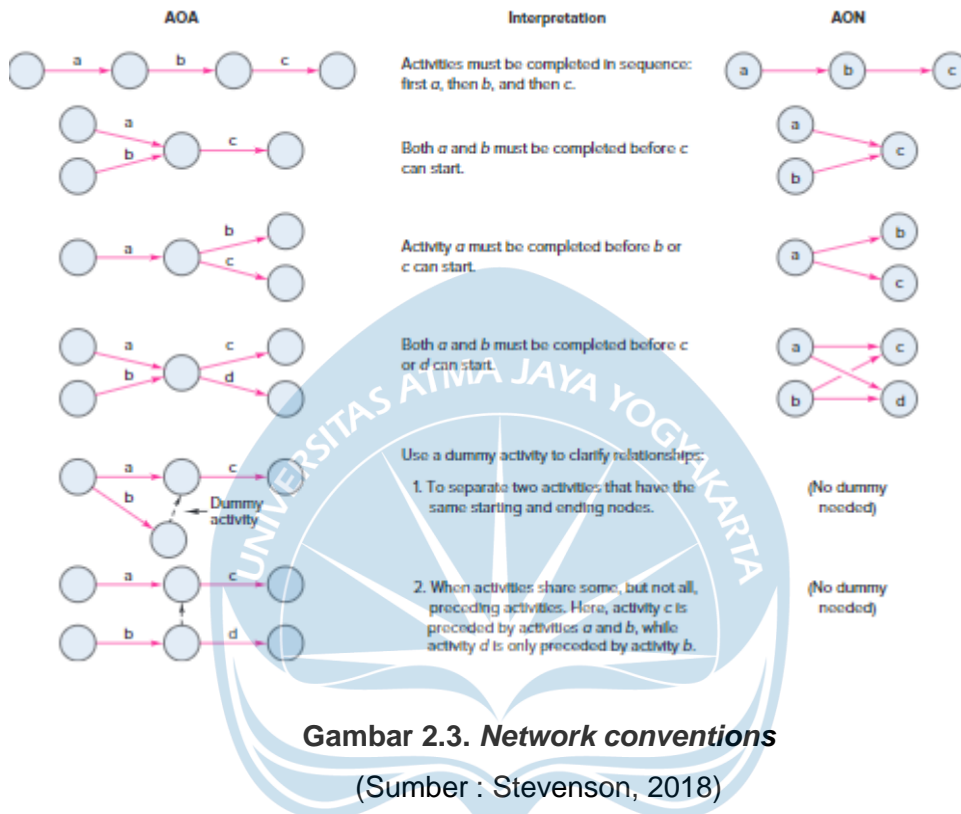 AOA Interpretation AON
a b c
Activities must be completed in sequence:
first a, then b, and then c.
a b c
a
b
c
Both a and b must be completed before c
can start.
a
b
c
a
b
c
Activity a must be completed before b or
c can start.
a
b
c
a
b
c
d
Both a and b must be completed before c
or d can start.
a
b
c
d
UNIVERSITAS ATMA JAYA YOGYAKARTA
a
b
c
Dummy
activity
Use a dummy activity to clarify relationships:
1. To separate two activities that have the
same starting and ending nodes.
(No dummy
needed)
a c
b d
2. When activities share some, but not all,
preceding activities. Here, activity c is
preceded by activities a and b, while
activity d is only preceded by activity b.
(No dummy
needed)
Gambar 2.3. Network conventions
(Sumber : Stevenson, 2018)